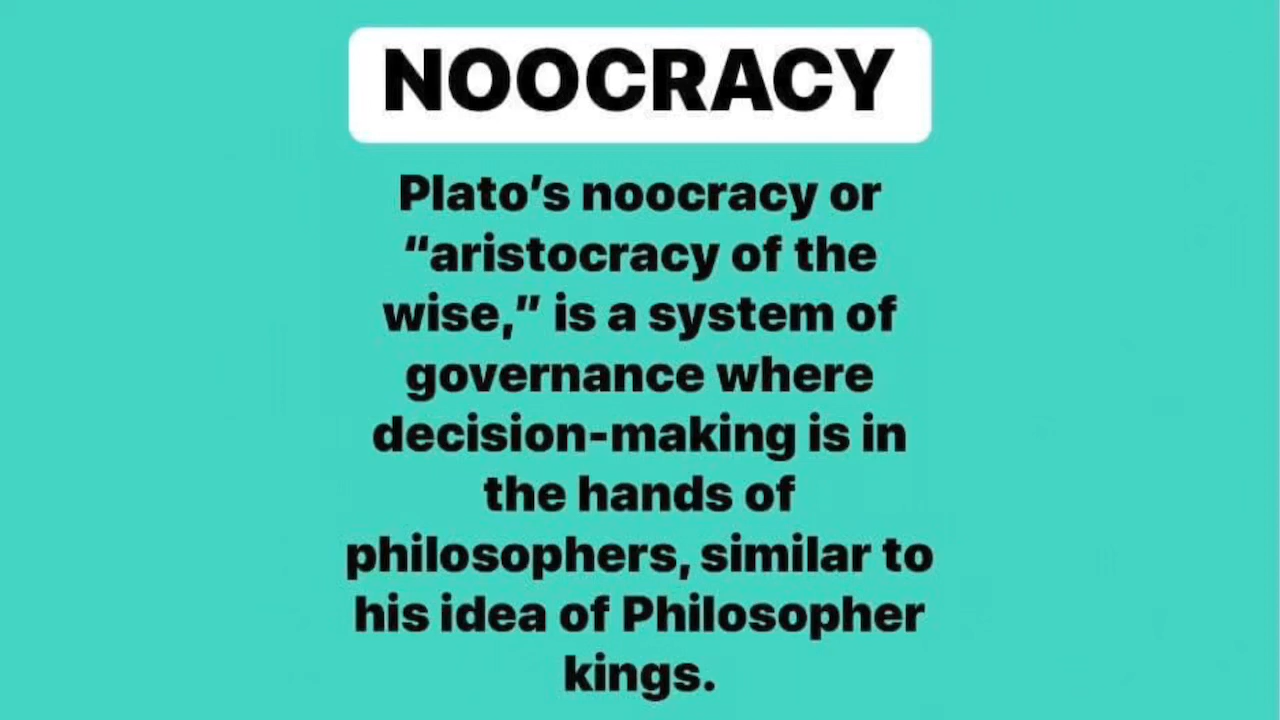 NOOCRACY
Plato’s noocracy or
“aristocracy of the
wise,” is a system of
governance where
decision-making is in
the hands of
philosophers, similar to
his idea of Philosopher
kings.